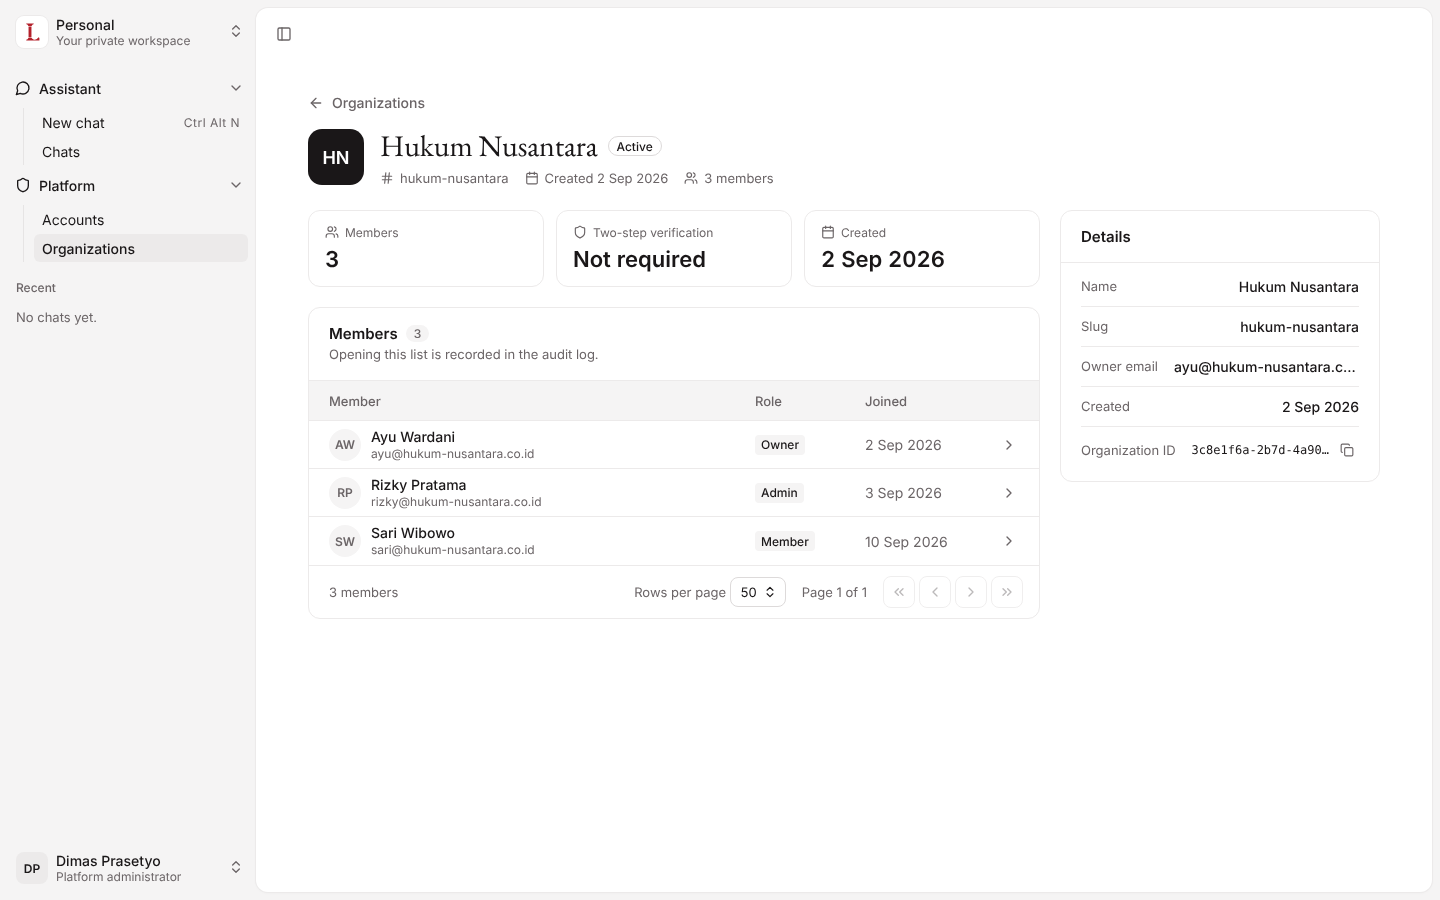 L
Personal
Your private workspace
Assistant
New chat Ctrl Alt N
Chats
Platform
Accounts
Organizations
Recent
No chats yet.
DP
Dimas Prasetyo
Platform administrator
Organizations
HN
Hukum Nusantara Active
hukum-nusantara Created 2 Sep 2026 3 members
Members
3
Two-step verification
Not required
Created
2 Sep 2026
Members 3
Opening this list is recorded in the audit log.
Member Role Joined
AW Ayu Wardani Owner 2 Sep 2026
ayu@hukum-nusantara.co.id
RP Rizky Pratama Admin 3 Sep 2026
rizky@hukum-nusantara.co.id
SW Sari Wibowo Member 10 Sep 2026
sari@hukum-nusantara.co.id
3 members Rows per page 50 Page 1 of 1
Details
Name Hukum Nusantara
Slug hukum-nusantara
Owner email ayu@hukum-nusantara.c…
Created 2 Sep 2026
Organization ID 3c8e1f6a-2b7d-4a90…